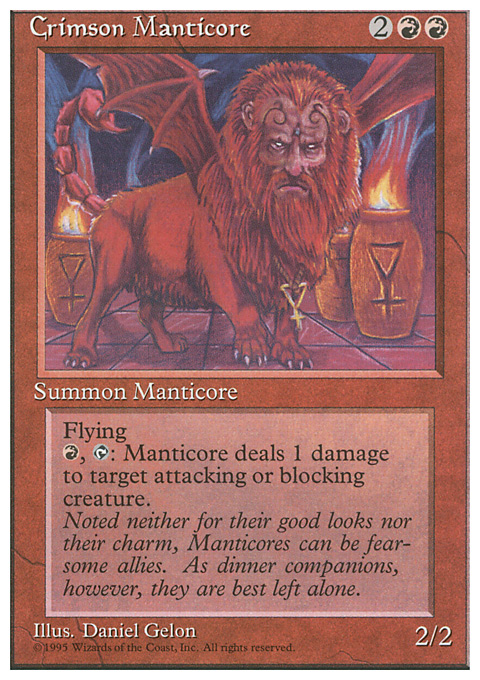 Crimson Manticore 2
Summon Manticore
Flying
, : Manticore deals 1 damage
to target attacking or blocking
creature.
Noted neither for their good looks nor
their charm, Manticores can be fear-
some allies. As dinner companions,
however, they are best left alone.
Illus. Daniel Gelon
©1995 Wizards of the Coast, Inc. All rights reserved.
2/2